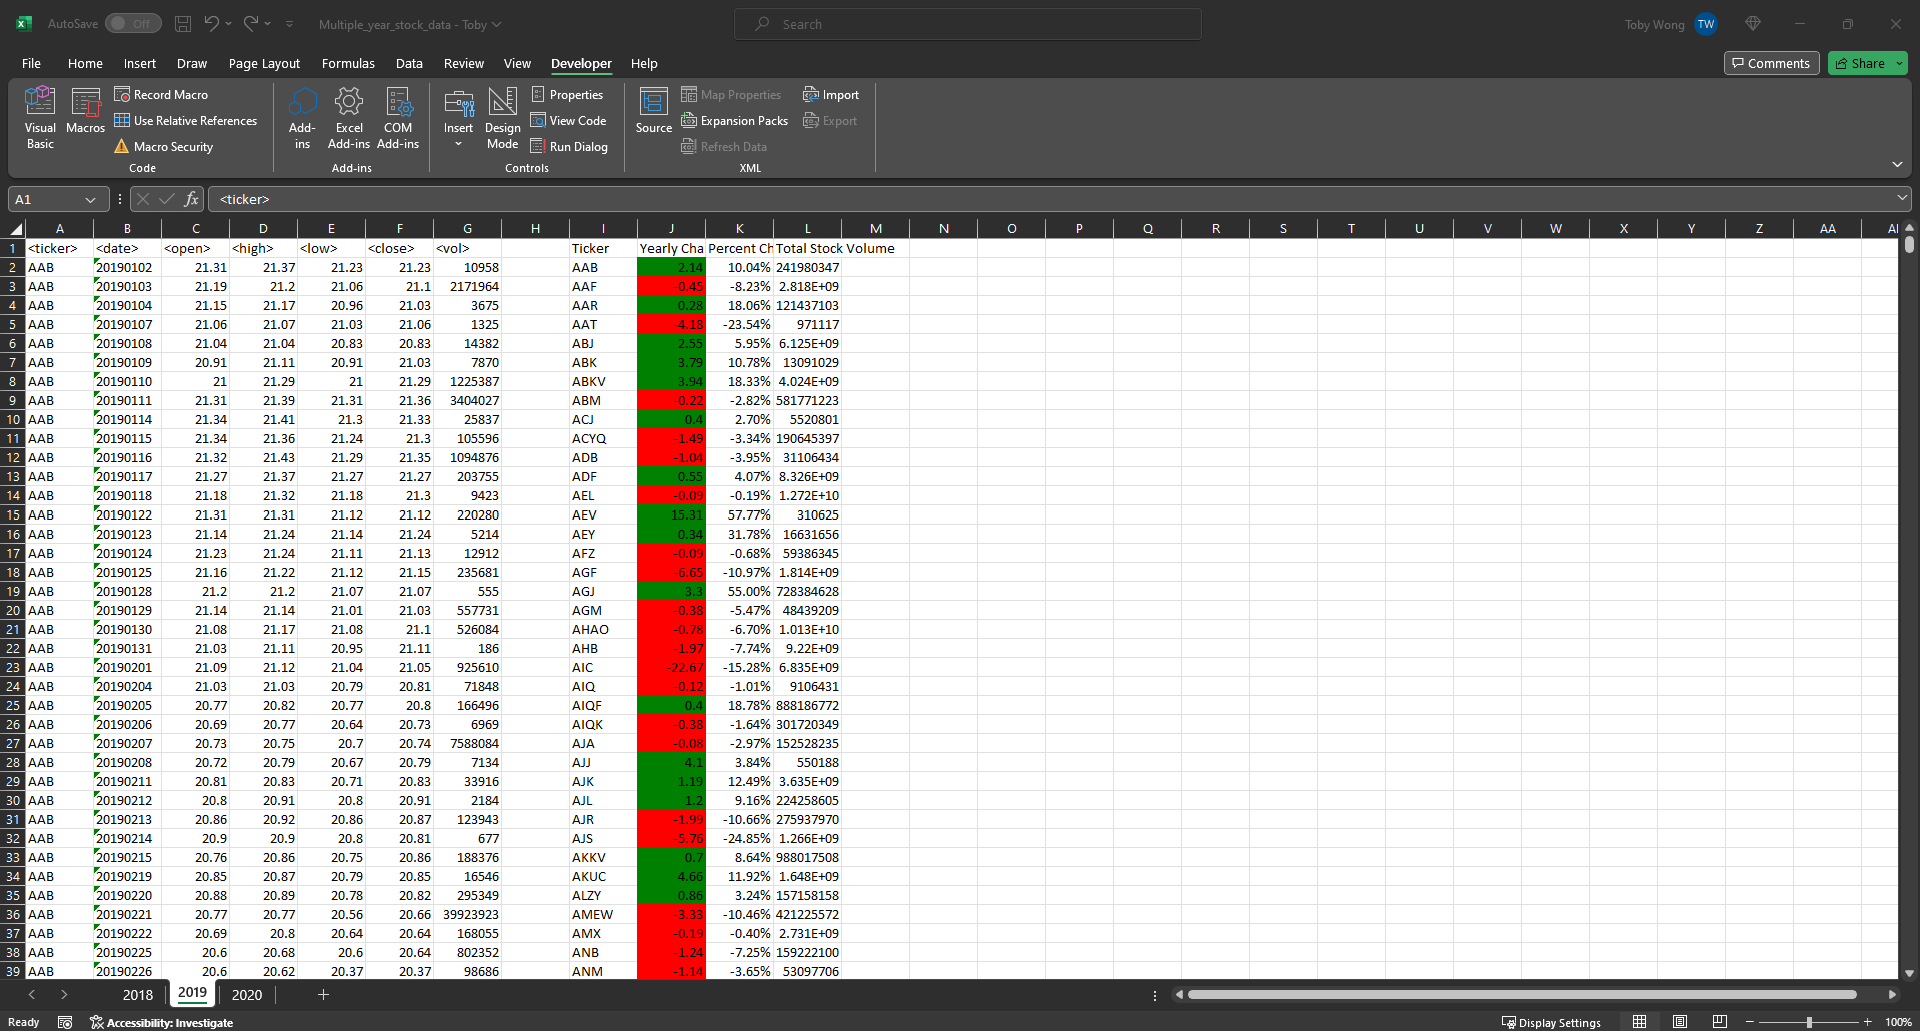 AutoSave Off Multiple_year_stock_data - Toby Search Toby Wong TW
File Home Insert Draw Page Layout Formulas Data Review View Developer Help Comments Share
Visual Basic Macros Record Macro Use Relative References Macro Security Code
Add-ins Excel Add-ins COM Add-ins Add-ins
Insert Design Mode Properties View Code Run Dialog Controls
Source Map Properties Expansion Packs Refresh Data Import Export XML
A1 fx <ticker>
A B C D E F G H I J K L M N O P Q R S T U V W X Y Z AA
1 <ticker> <date> <open> <high> <low> <close> <vol> Ticker Yearly Cha Percent Ch Total Stock Volume
2 AAB 20190102 21.31 21.37 21.23 21.23 10958 AAB 2.14 10.04% 241980347
3 AAB 20190103 21.19 21.2 21.06 21.1 2171964 AAF -0.45 -8.23% 2.818E+09
4 AAB 20190104 21.15 21.17 20.96 21.03 3675 AAR 0.28 18.06% 121437103
5 AAB 20190107 21.06 21.07 21.03 21.06 1325 AAT -4.18 -23.54% 971117
6 AAB 20190108 21.04 21.04 20.83 20.83 14382 ABJ 2.55 5.95% 6.125E+09
7 AAB 20190109 20.91 21.11 20.91 21.03 7870 ABK 3.79 10.78% 13091029
8 AAB 20190110 21 21.29 21 21.29 1225387 ABKV 3.94 18.33% 4.024E+09
9 AAB 20190111 21.31 21.39 21.31 21.36 3404027 ABM -0.22 -2.82% 581771223
10 AAB 20190114 21.34 21.41 21.3 21.33 25837 ACJ 0.4 2.70% 5520801
11 AAB 20190115 21.34 21.36 21.24 21.3 105596 ACYQ -1.49 -3.34% 190645397
12 AAB 20190116 21.32 21.43 21.29 21.35 1094876 ADB -1.04 -3.95% 31106434
13 AAB 20190117 21.27 21.37 21.27 21.27 203755 ADF 0.55 4.07% 8.326E+09
14 AAB 20190118 21.18 21.32 21.18 21.3 9423 AEL -0.09 -0.19% 1.272E+10
15 AAB 20190122 21.31 21.31 21.12 21.12 220280 AEV 15.31 57.77% 310625
16 AAB 20190123 21.14 21.24 21.14 21.24 5214 AEY 0.34 31.78% 16631656
17 AAB 20190124 21.23 21.24 21.11 21.13 12912 AFZ -0.09 -0.68% 59386345
18 AAB 20190125 21.16 21.22 21.12 21.15 235681 AGF -6.65 -10.97% 1.814E+09
19 AAB 20190128 21.2 21.2 21.07 21.07 555 AGJ 3.3 55.00% 728384628
20 AAB 20190129 21.14 21.14 21.01 21.03 557731 AGM -0.38 -5.47% 48439209
21 AAB 20190130 21.08 21.17 21.08 21.1 526084 AHAO -0.78 -6.70% 1.013E+10
22 AAB 20190131 21.03 21.11 20.95 21.11 186 AHB -1.97 -7.74% 9.22E+09
23 AAB 20190201 21.09 21.12 21.04 21.05 925610 AIC -22.67 -15.28% 6.835E+09
24 AAB 20190204 21.03 21.03 20.79 20.81 71848 AIQ -0.12 -1.01% 9106431
25 AAB 20190205 20.77 20.82 20.77 20.8 166496 AIQF 0.4 18.78% 888186772
26 AAB 20190206 20.69 20.77 20.64 20.73 6969 AIQK -0.38 -1.64% 301720349
27 AAB 20190207 20.73 20.75 20.7 20.74 7588084 AJA -0.08 -2.97% 152528235
28 AAB 20190208 20.72 20.79 20.67 20.79 7134 AJJ 4.1 3.84% 550188
29 AAB 20190211 20.81 20.83 20.71 20.83 33916 AJK 1.19 12.49% 3.635E+09
30 AAB 20190212 20.8 20.91 20.8 20.91 2184 AJL 1.2 9.16% 224258605
31 AAB 20190213 20.86 20.92 20.86 20.87 123943 AJR -1.99 -10.66% 275937970
32 AAB 20190214 20.9 20.9 20.8 20.81 677 AJS -5.76 -24.85% 1.266E+09
33 AAB 20190215 20.76 20.86 20.75 20.86 188376 AKKV 0.7 8.64% 988017508
34 AAB 20190219 20.85 20.87 20.79 20.85 16546 AKUC 4.66 11.92% 1.648E+09
35 AAB 20190220 20.88 20.89 20.78 20.82 295349 ALZY 0.86 3.24% 157158158
36 AAB 20190221 20.77 20.77 20.56 20.66 39923923 AMEW -3.33 -10.46% 421225572
37 AAB 20190222 20.69 20.8 20.64 20.64 168055 AMX -0.19 -0.40% 2.731E+09
38 AAB 20190225 20.6 20.68 20.6 20.64 802352 ANB -1.24 -7.25% 159222100
39 AAB 20190226 20.6 20.62 20.37 20.37 98686 ANM -1.14 -3.65% 53097706
2018 2019 2020
Ready Accessibility: Investigate Display Settings 100%